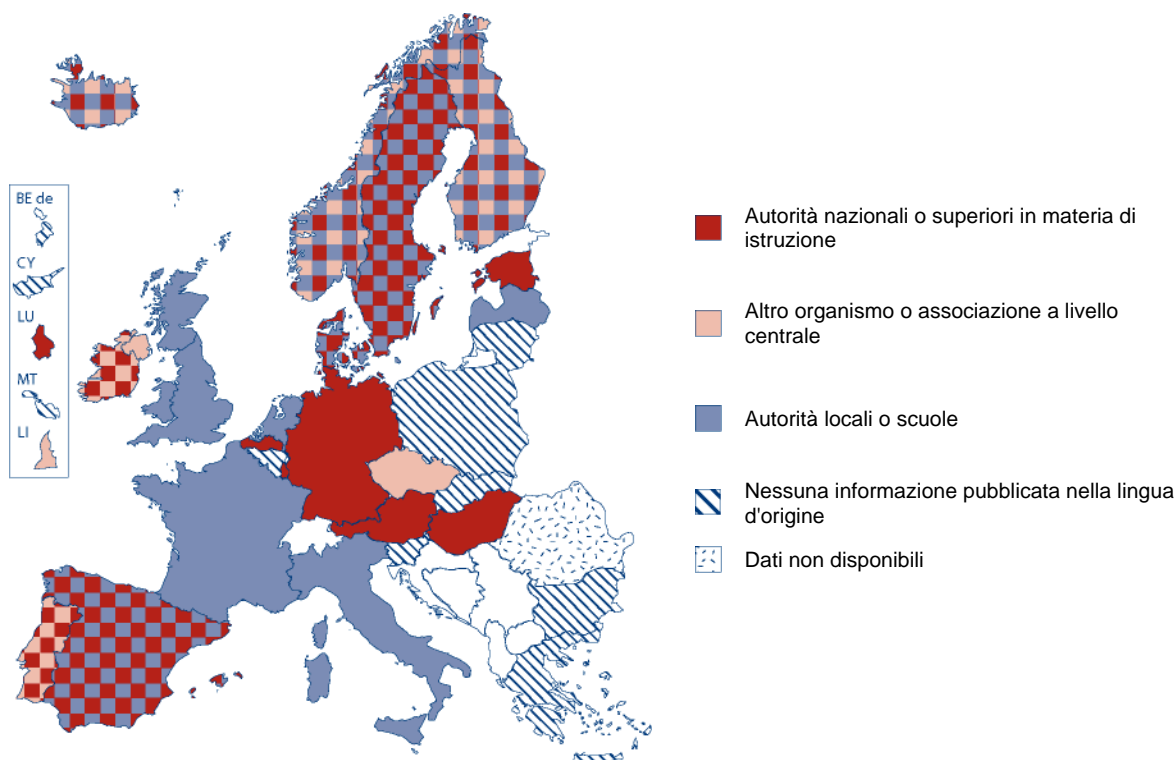 BE de
CY
LU
MT
LI
Autorità nazionali o superiori in materia di
istruzione
Altro organismo o associazione a livello
centrale
Autorità locali o scuole
Nessuna informazione pubblicata nella lingua
d'origine
Dati non disponibili